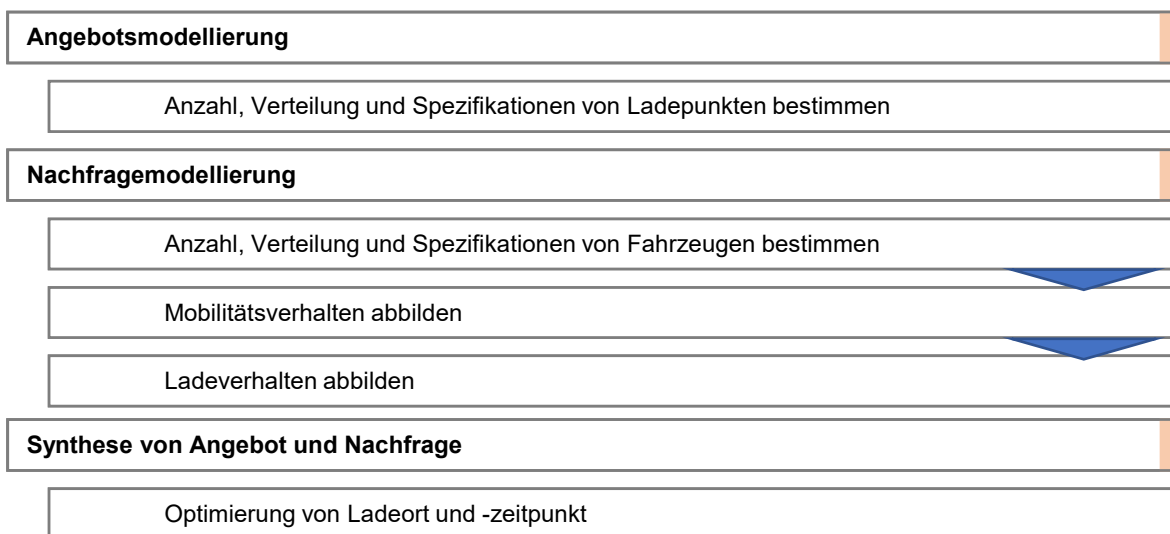 Angebotsmodellierung
Anzahl, Verteilung und Spezifikationen von Ladepunkten bestimmen
Nachfragemodellierung
Anzahl, Verteilung und Spezifikationen von Fahrzeugen bestimmen
Mobilitätsverhalten abbilden
Ladeverhalten abbilden
Synthese von Angebot und Nachfrage
Optimierung von Ladeort und -zeitpunkt